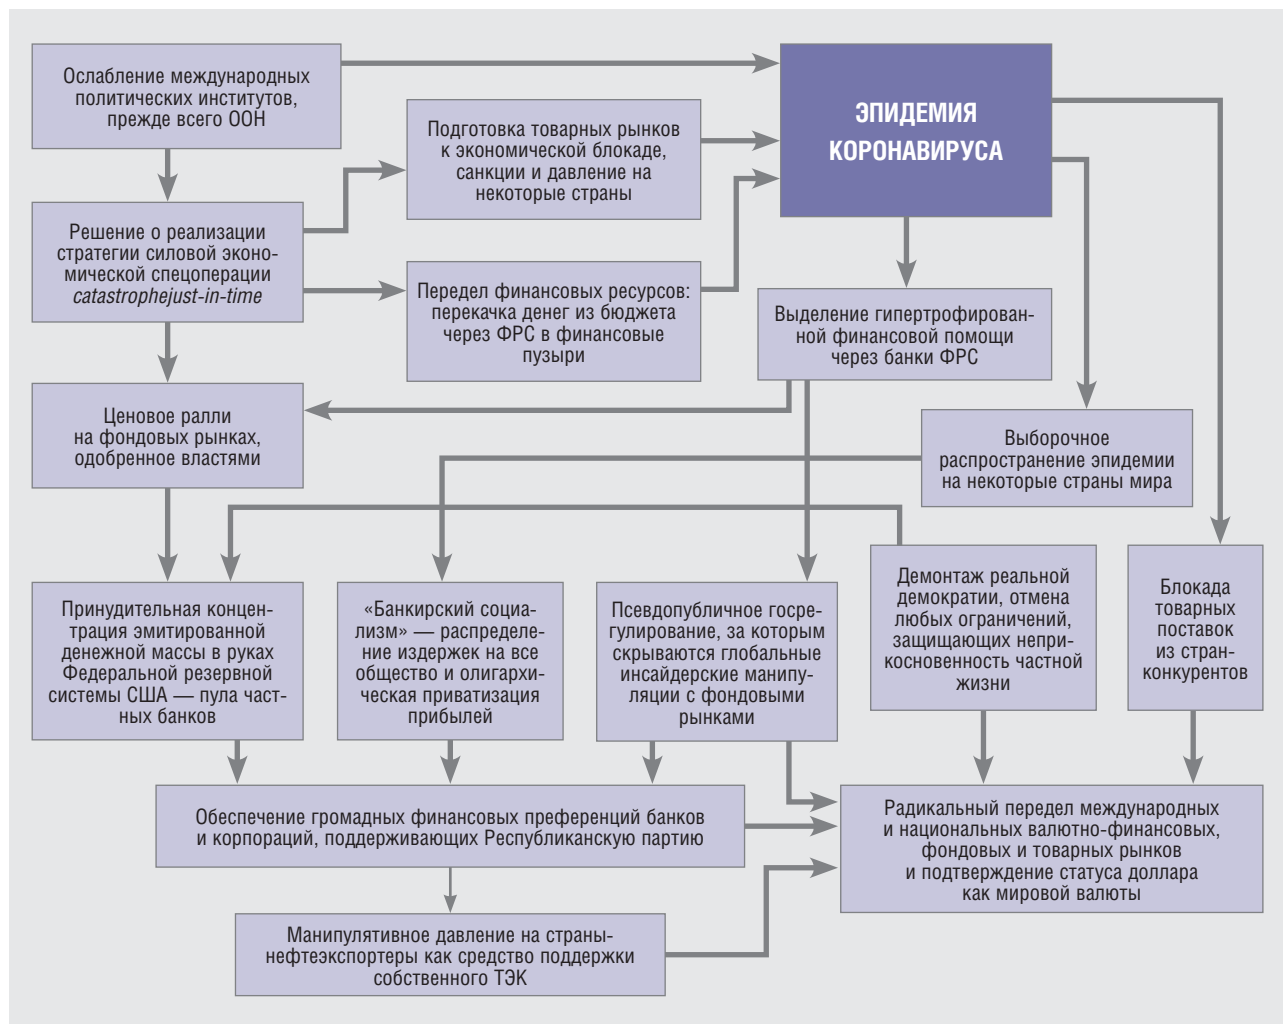 Ослабление международных
политических институтов,
прежде всего ООН
ЭПИДЕМИЯ
КОРОНАВИРУСА
Подготовка товарных рынков
к экономической блокаде,
санкции и давление на
некоторые страны
Решение о реализации
стратегии силовой эконо-
мической спецоперации
catastrophejust-in-time
Передел финансовых ресурсов:
перекачка денег из бюджета
через ФРС в финансовые
пузыри
Выделение гипертрофирован-
ной финансовой помощи
через банки ФРС
Ценовое ралли
на фондовых рынках,
одобренное властями
Выборочное
распространение эпидемии
на некоторые страны мира
Принудительная концен-
трация эмитированной
денежной массы в руках
Федеральной резервной
системы США — пула част-
ных банков
«Банкирский социа-
лизм» — распределе-
ние издержек на все
общество и олигархи-
ческая приватизация
прибылей
Псевдопубличное госре-
гулирование, за которым
скрываются глобальные
инсайдерские манипу-
ляции с фондовыми
рынками
Демонтаж реальной
демократии, отмена
любых ограничений,
защищающих непри-
косновенность частной
жизни
Блокада
товарных
поставок
из стран-
конкурентов
Обеспечение громадных финансовых преференций банков
и корпораций, поддерживающих Республиканскую партию
Радикальный передел международных
и национальных валютно-финансовых,
фондовых и товарных рынков
и подтверждение статуса доллара
как мировой валюты
Манипулятивное давление на страны-
нефтеэкспортеры как средство поддержки
собственного ТЭК